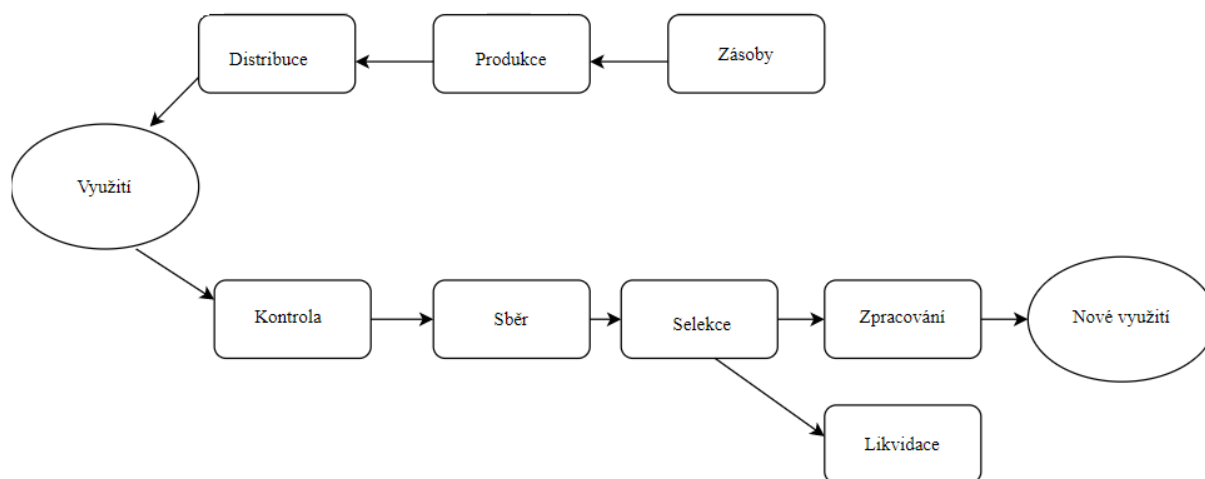 Distribuce
Produkce
Zásoby
Využití
Kontrola
Sběr
Selekce
Zpracování
Nové využití
Likvidace